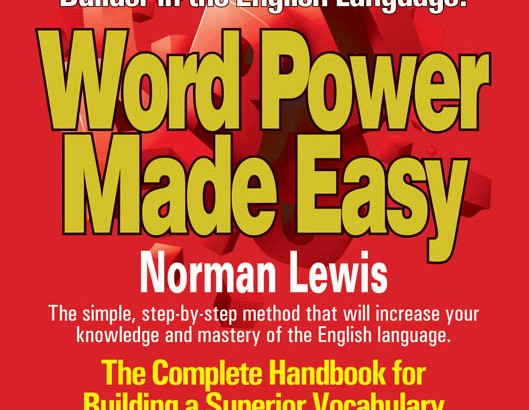 Builder in the English Language!
Word Power
Made Easy
Norman Lewis
The simple, step-by-step method that will increase your
knowledge and mastery of the English language.
The Complete Handbook for
Building a Superior Vocabulary